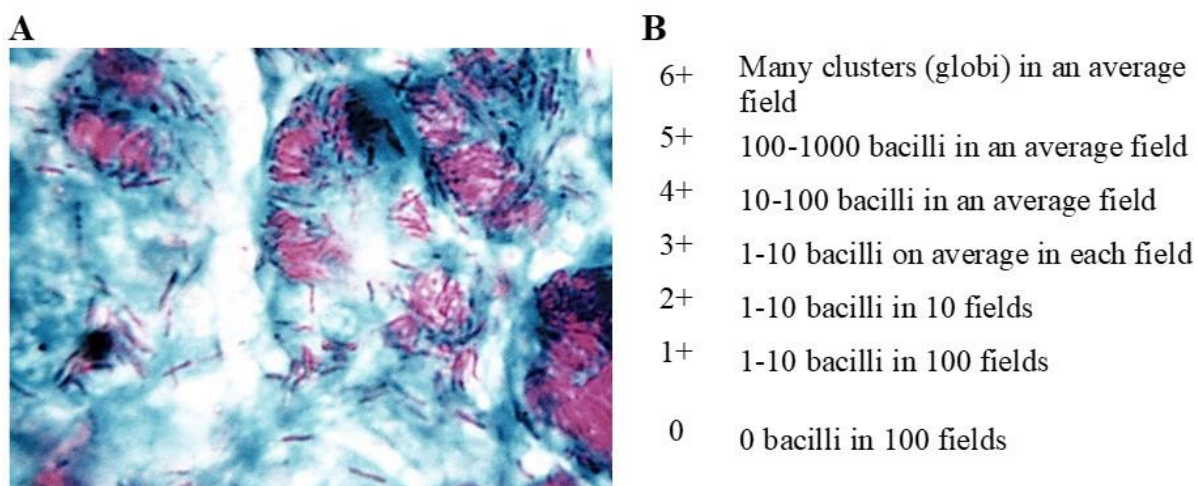 A
B
6+ Many clusters (globi) in an average
field
5+ 100-1000 bacilli in an average field
4+ 10-100 bacilli in an average field
3+ 1-10 bacilli on average in each field
2+ 1-10 bacilli in 10 fields
1+ 1-10 bacilli in 100 fields
0 0 bacilli in 100 fields